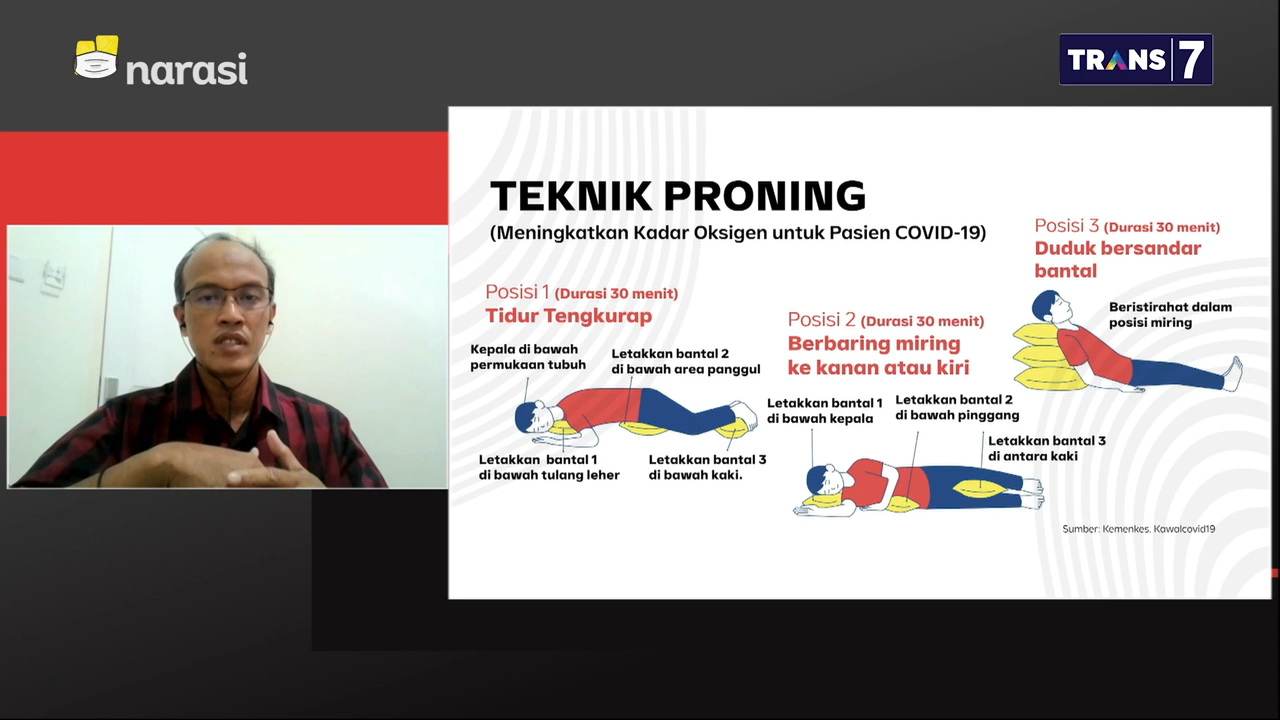 narasi
TRANS 7
TEKNIK PRONING
(Meningkatkan Kadar Oksigen untuk Pasien COVID-19)
Posisi 1 (Durasi 30 menit)
Tidur Tengkurap
Kepala di bawah
permukaan tubuh
Letakkan bantal 2
di bawah area panggul
Letakkan bantal 1
di bawah tulang leher
Letakkan bantal 3
di bawah kaki.
Posisi 2 (Durasi 30 menit)
Berbaring miring
ke kanan atau kiri
Letakkan bantal 1
di bawah kepala
Letakkan bantal 2
di bawah pinggang
Letakkan bantal 3
di antara kaki
Posisi 3 (Durasi 30 menit)
Duduk bersandar
bantal
Beristirahat dalam
posisi miring
Sumber: Kemenkes. Kawalcovid19